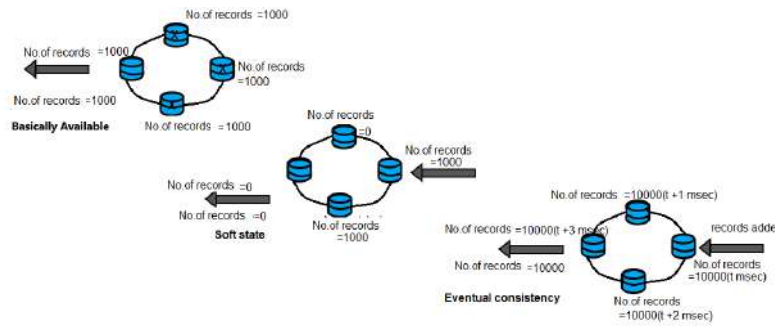 No.of records =1000
No.of records =1000
No.of records
=1000
No.of records =1000
No.of records =1000
Basically Available
No.of records
=0
No.of records
=1000
No.of records =0
No.of records =0
No.of records
=1000
Soft state
No.of records =10000(t +1 msec)
No.of records =10000(t +3 msec)
records adde
No.of records =10000
No.of records
=10000(t msec)
Eventual consistency
No.of records
=10000(t +2 msec)